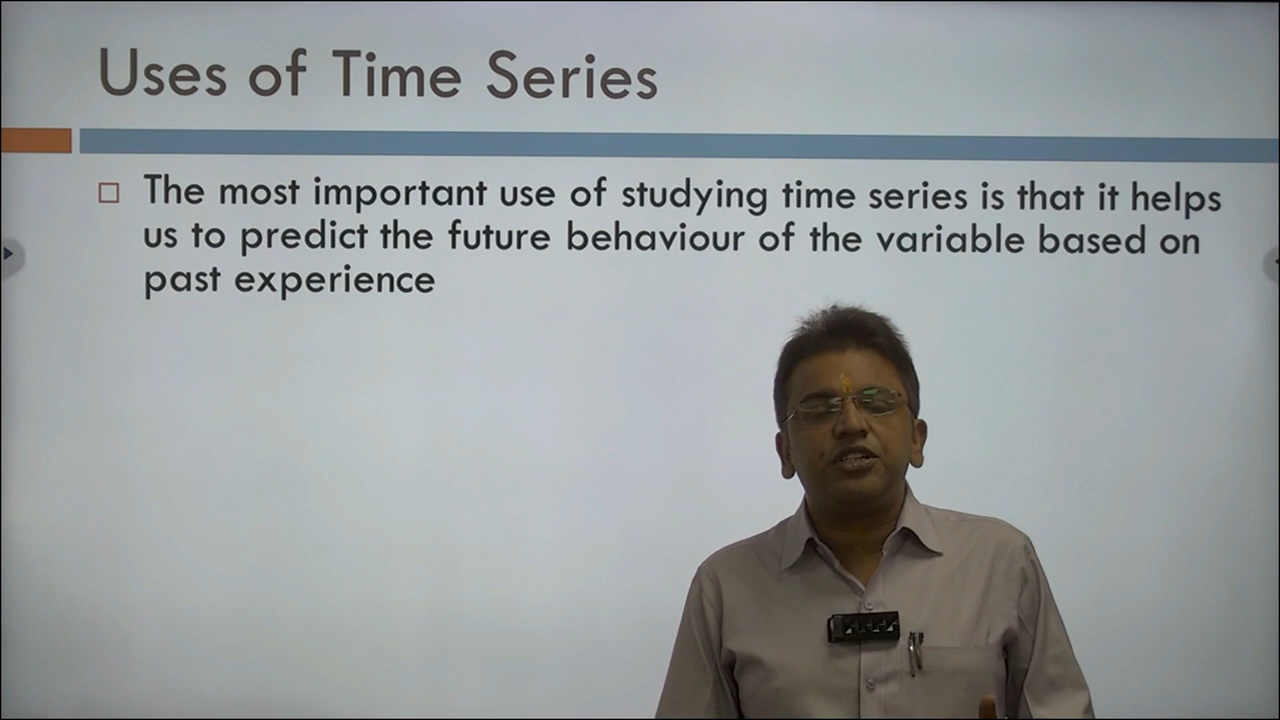 Uses of Time Series
The most important use of studying time series is that it helps
us to predict the future behaviour of the variable based on
past experience